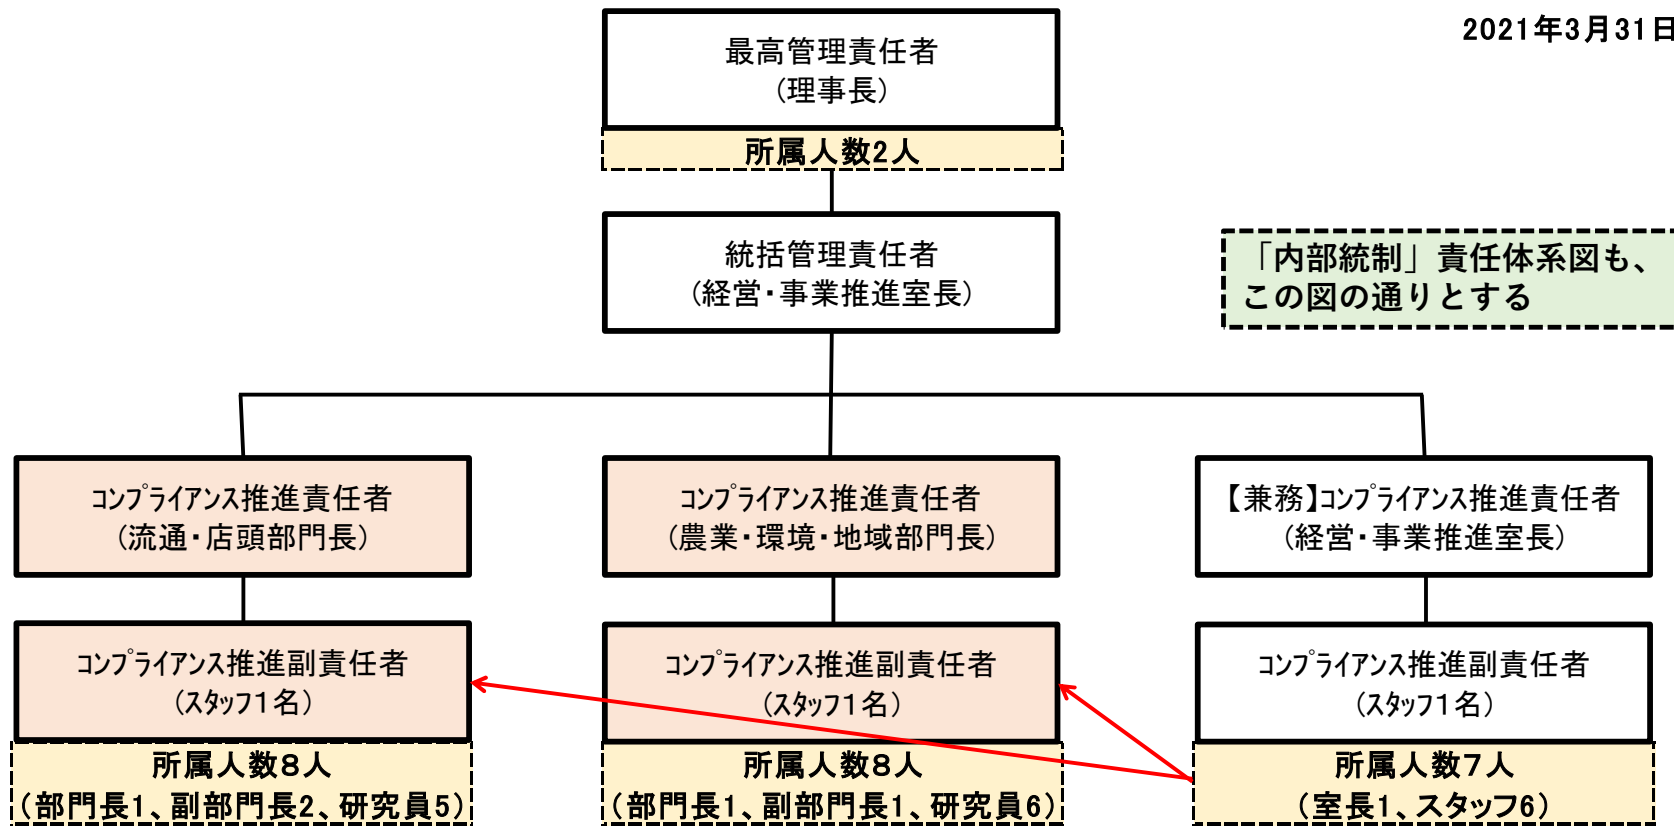 2021年3月31日
最高管理責任者
(理事長)
所属人数2人
統括管理責任者
(経営・事業推進室長)
「内部統制」責任体系図も、
この図の通りとする
コンプライアンス推進責任者
(流通・店頭部門長)
コンプライアンス推進責任者
(農業・環境・地域部門長)
【兼務】コンプライアンス推進責任者
(経営・事業推進室長)
コンプライアンス推進副責任者
(スタッフ1名)
コンプライアンス推進副責任者
(スタッフ1名)
コンプライアンス推進副責任者
(スタッフ1名)
所属人数8人
(部門長1、副部門長2、研究員5)
所属人数8人
(部門長1、副部門長1、研究員6)
所属人数7人
(室長1、スタッフ6)